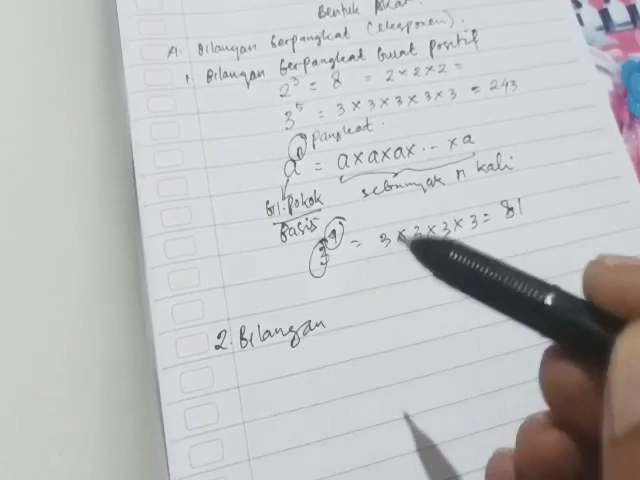 Bentuk Akar
A. Bilangan berpangkat (eksponen).
1. Bilangan berpangkat bulat positif
2³ = 8 = 2 × 2 × 2 =
3⁵ = 3 × 3 × 3 × 3 × 3 = 243
Pangkat.
aⁿ = a × a × a × ... × a
sebanyak n kali
Bil. Pokok
Basis
3⁴ = 3 × 3 × 3 × 3 = 81
2. Bilangan